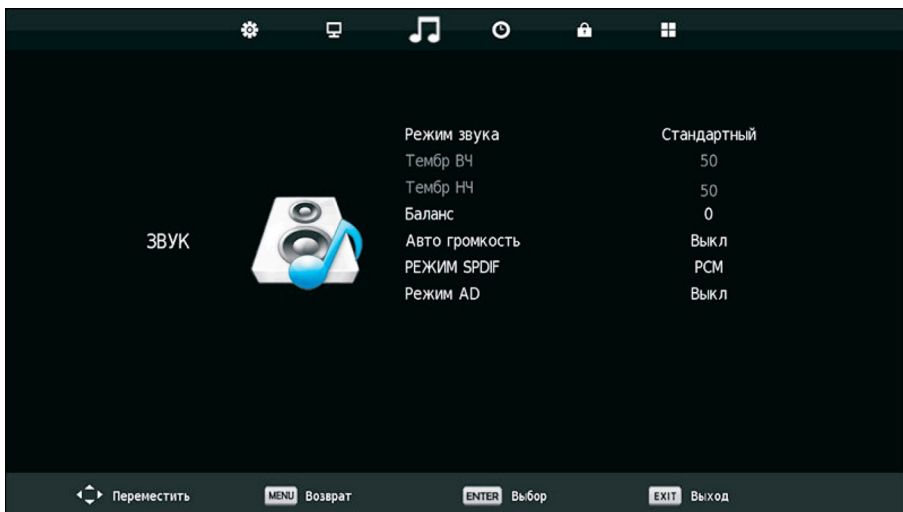 Режим звука Стандартный
Тембр ВЧ 50
Тембр НЧ 50
Баланс 0
ЗВУК
Авто громкость Выкл
РЕЖИМ SPDIF PCM
Режим AD Выкл
Переместить MENU Возврат ENTER Выбор EXIT Выход